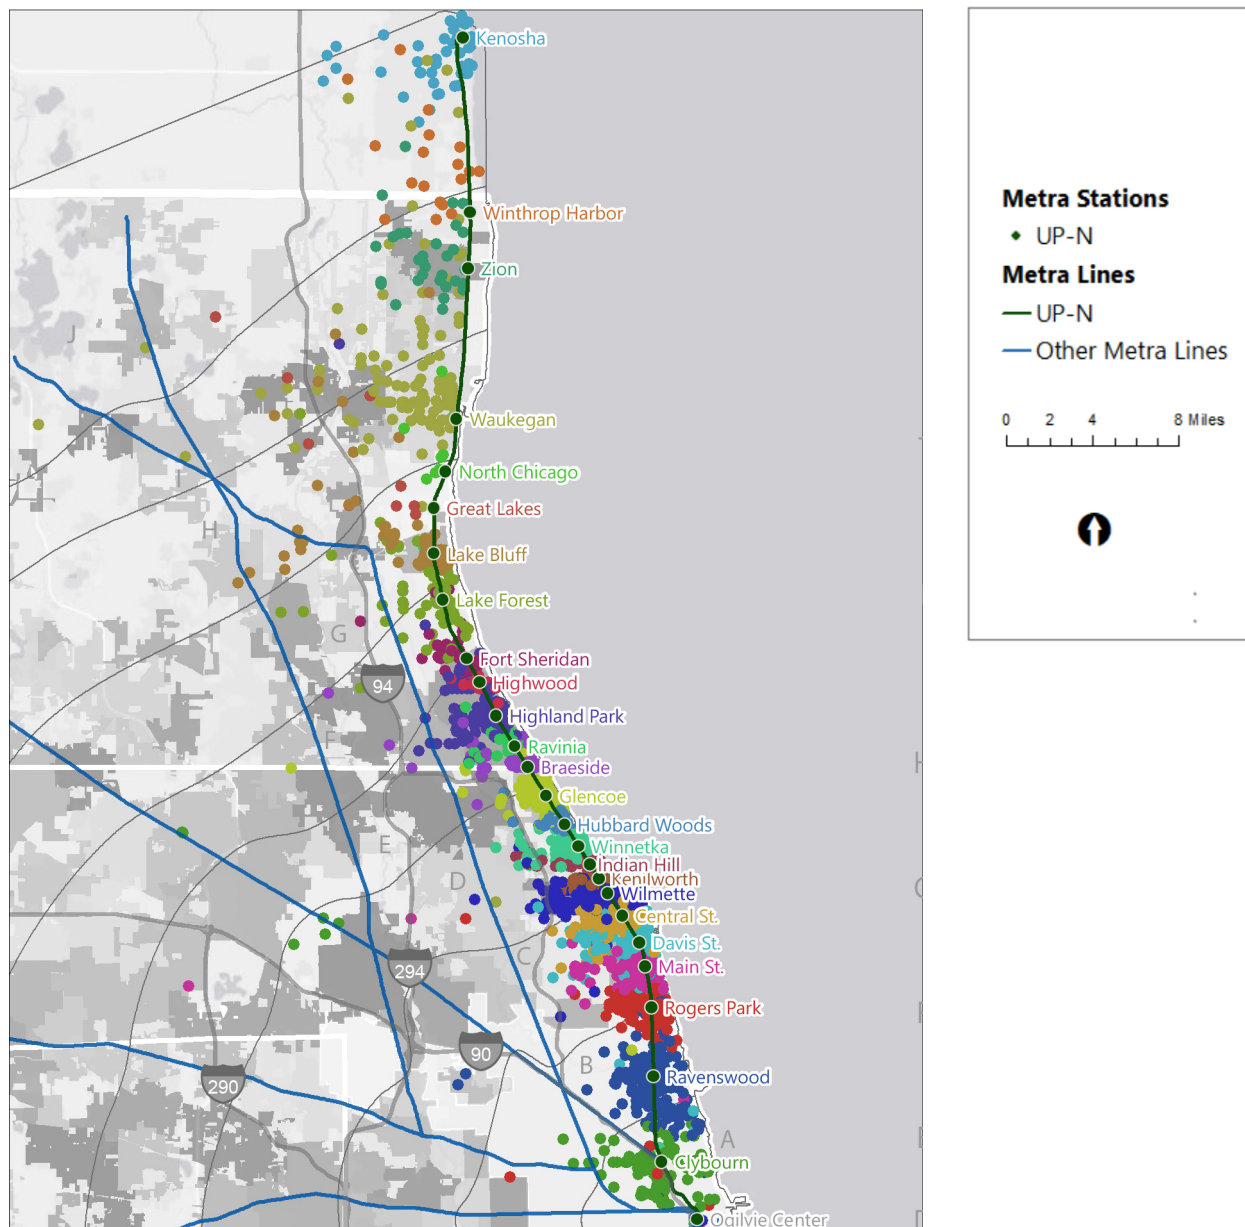 Kenosha
Winthrop Harbor
Zion
J
Waukegan
I
North Chicago
Great Lakes
H
Lake Bluff
Lake Forest
G
Fort Sheridan
94
Highwood
Highland Park
F
Ravinia
Braeside
Glencoe
Hubbard Woods
E
Winnetka
Indian Hill
D
Kenilworth
Wilmette
Central St.
Davis St.
C
Main St.
294
Rogers Park
90
B
Ravenswood
290
A
Clybourn
Ogilvie Center
Metra Stations
UP-N
Metra Lines
UP-N
Other Metra Lines
0 2 4 8 Miles